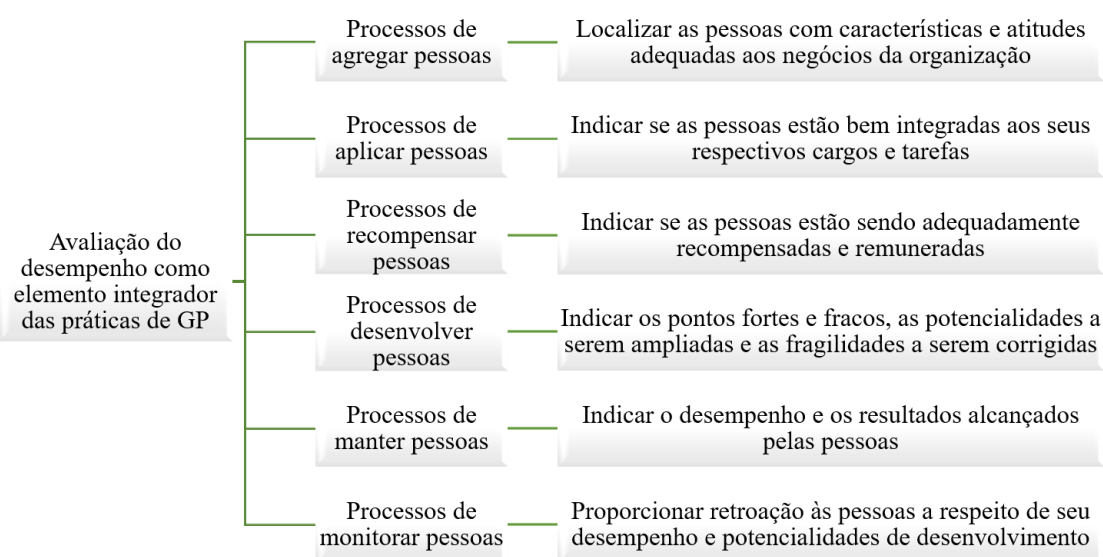 Avaliação do
desempenho como
elemento integrador
das práticas de GP
Processos de
agregar pessoas
Localizar as pessoas com características e atitudes
adequadas aos negócios da organização
Processos de
aplicar pessoas
Indicar se as pessoas estão bem integradas aos seus
respectivos cargos e tarefas
Processos de
recompensar
pessoas
Indicar se as pessoas estão sendo adequadamente
recompensadas e remuneradas
Processos de
desenvolver
pessoas
Indicar os pontos fortes e fracos, as potencialidades a
serem ampliadas e as fragilidades a serem corrigidas
Processos de
manter pessoas
Indicar o desempenho e os resultados alcançados
pelas pessoas
Processos de
monitorar pessoas
Proporcionar retroação às pessoas a respeito de seu
desempenho e potencialidades de desenvolvimento